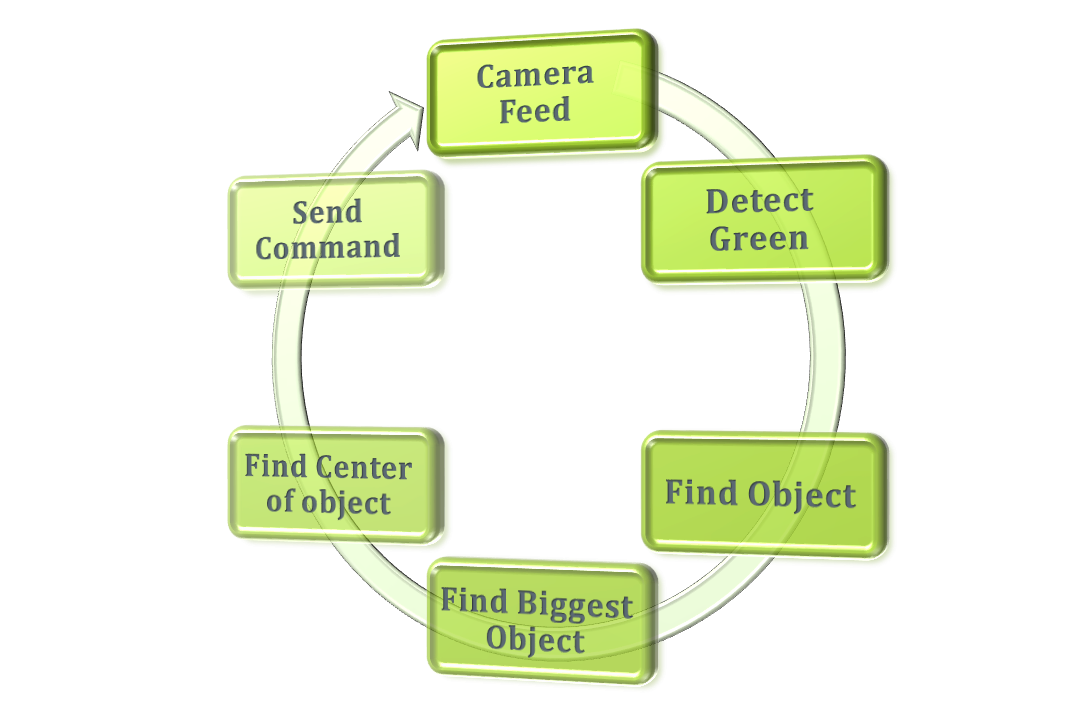 Camera
Feed
Detect
Green
Find Object
Find Biggest
Object
Find Center
of object
Send
Command